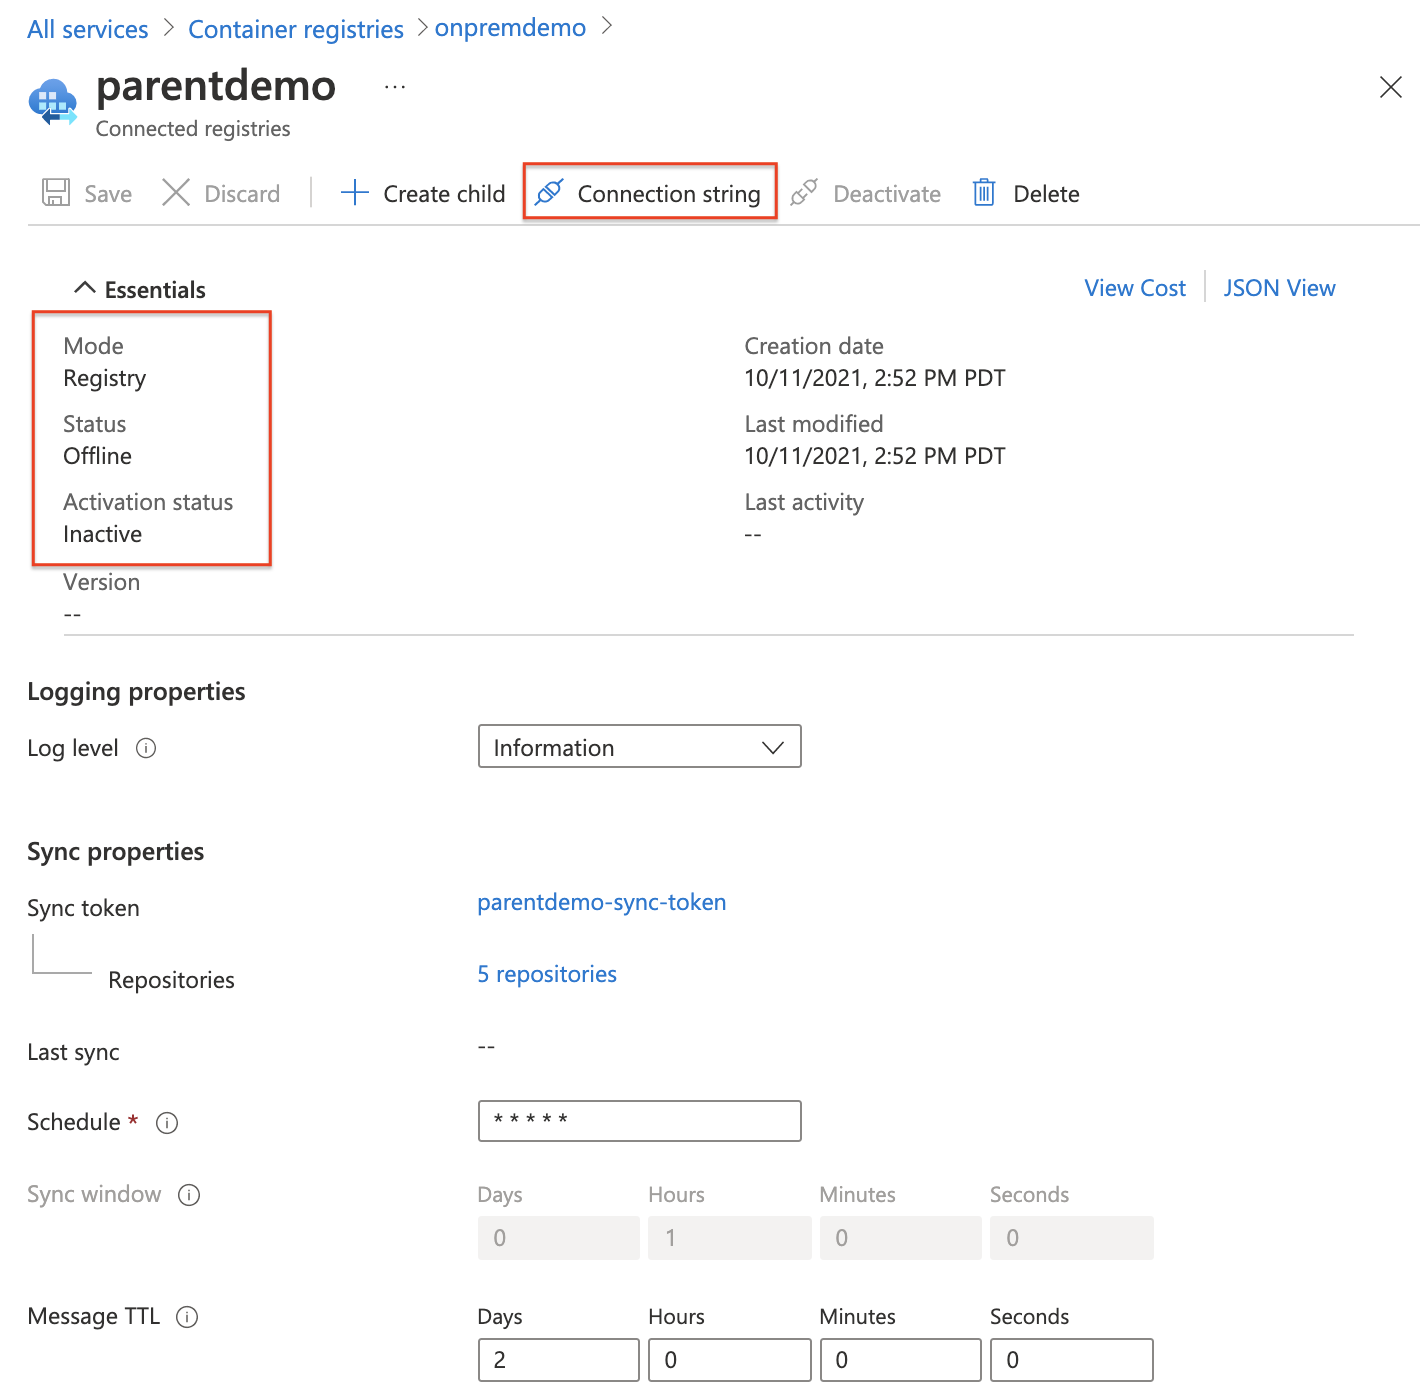 All services > Container registries > onpremdemo >
parentdemo ...
Connected registries
Save Discard Create child Connection string Deactivate Delete
Essentials View Cost JSON View
Mode Creation date
Registry 10/11/2021, 2:52 PM PDT
Status Last modified
Offline 10/11/2021, 2:52 PM PDT
Activation status Last activity
Inactive --
Version
--
Logging properties
Log level Information
Sync properties
Sync token parentdemo-sync-token
Repositories 5 repositories
Last sync --
Schedule * * * * * *
Sync window Days Hours Minutes Seconds
0 1 0 0
Message TTL Days Hours Minutes Seconds
2 0 0 0